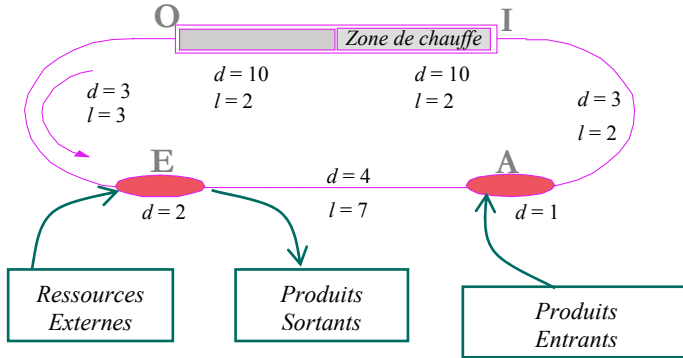 O
Zone de chauffe
I
d = 10
l = 2
d = 10
l = 2
d = 3
l = 3
d = 3
l = 2
E
d = 2
d = 4
l = 7
A
d = 1
Ressources
Externes
Produits
Sortants
Produits
Entrants